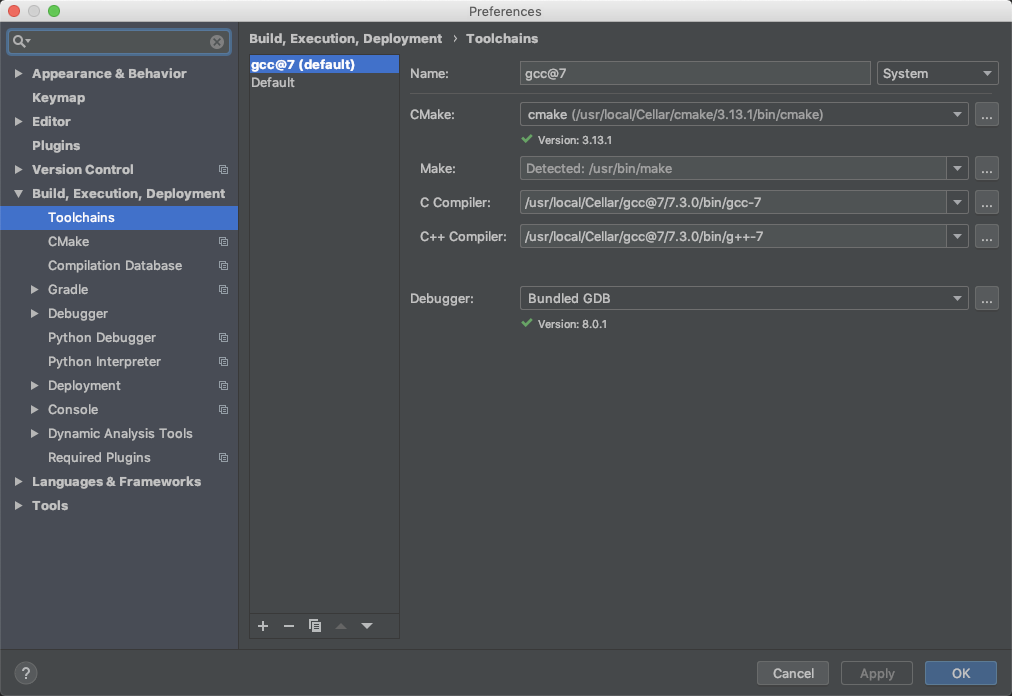 Preferences
Appearance & Behavior
Keymap
Editor
Plugins
Version Control
Build, Execution, Deployment
Toolchains
CMake
Compilation Database
Gradle
Debugger
Python Debugger
Python Interpreter
Deployment
Console
Dynamic Analysis Tools
Required Plugins
Languages & Frameworks
Tools
Build, Execution, Deployment › Toolchains
gcc@7 (default)
Default
Name: gcc@7 System
CMake: cmake (/usr/local/Cellar/cmake/3.13.1/bin/cmake) ...
Version: 3.13.1
Make: Detected: /usr/bin/make ...
C Compiler: /usr/local/Cellar/gcc@7/7.3.0/bin/gcc-7 ...
C++ Compiler: /usr/local/Cellar/gcc@7/7.3.0/bin/g++-7 ...
Debugger: Bundled GDB ...
Version: 8.0.1
? Cancel Apply OK